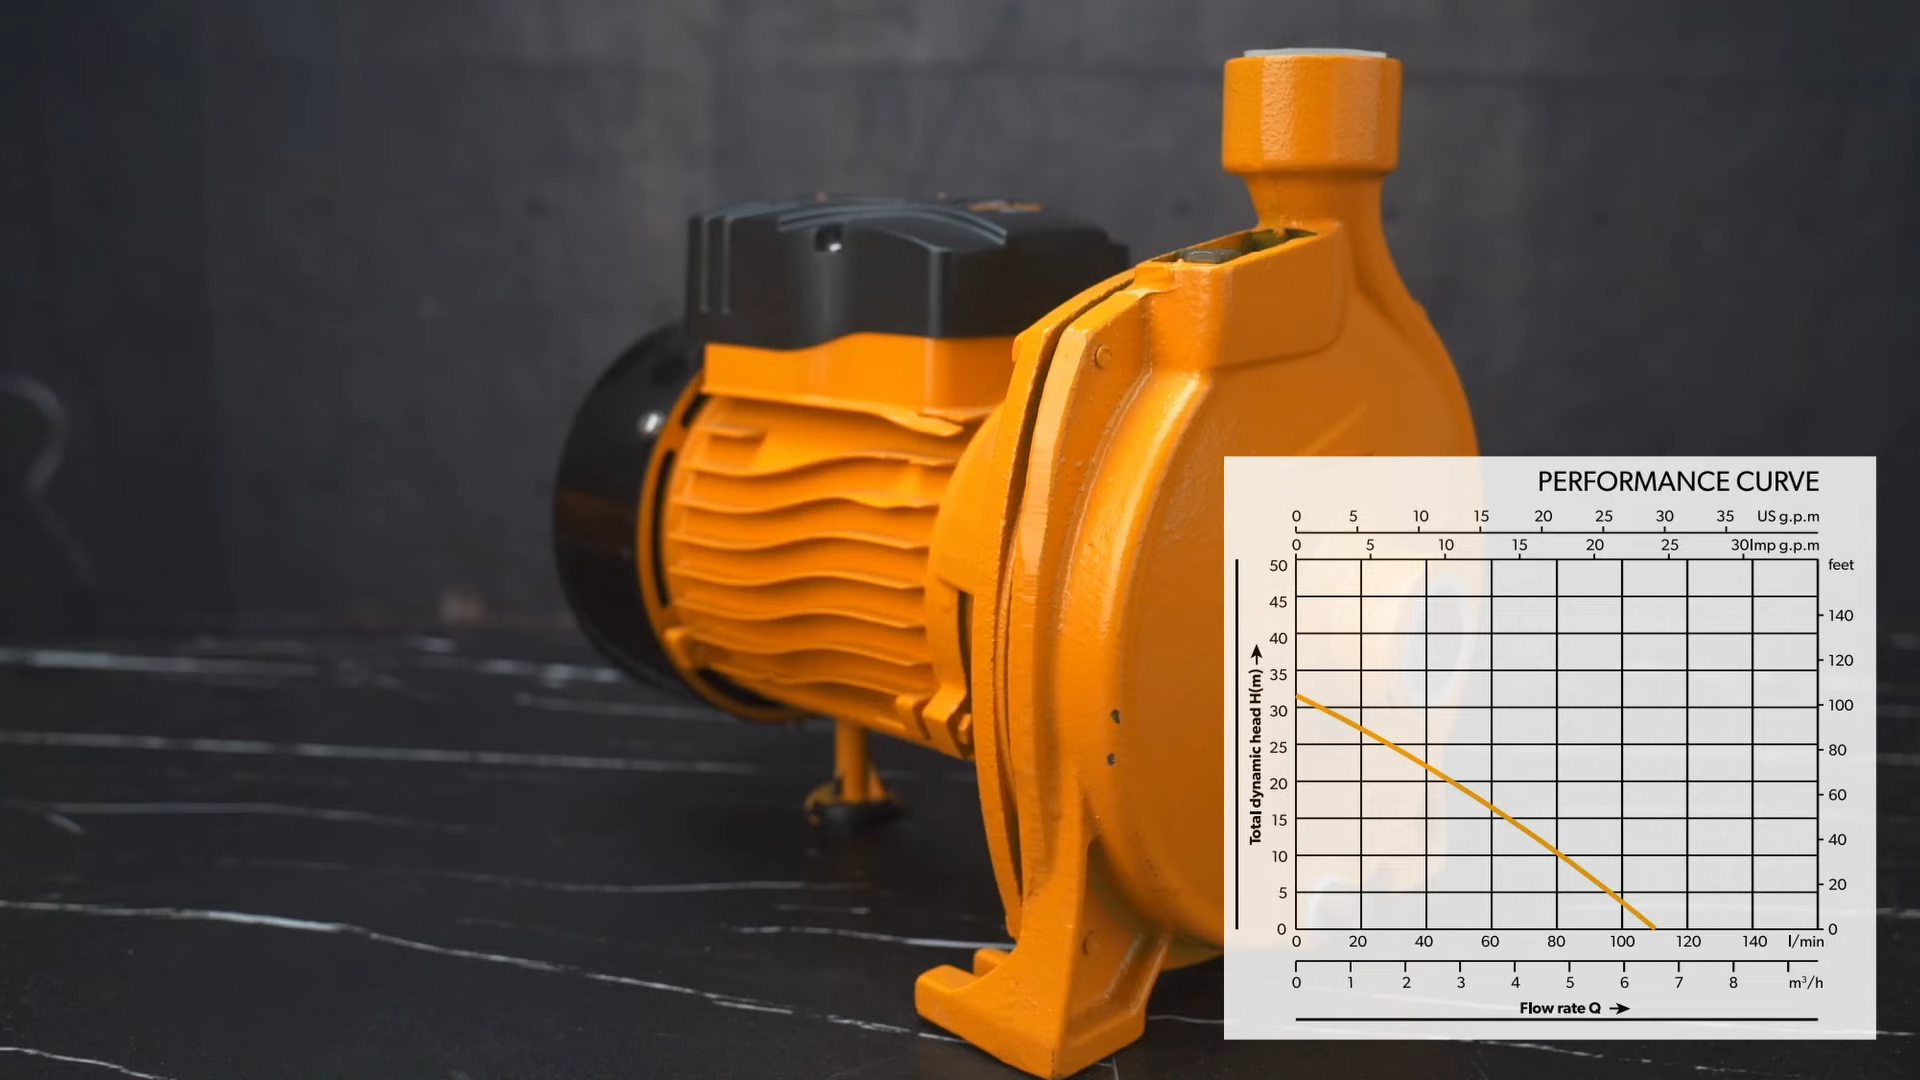 PERFORMANCE CURVE
0 5 10 15 20 25 30 35 US g.p.m
0 5 10 15 20 25 30Imp g.p.m
50 feet
45 140
40 120
35 100
30
25 80
20 60
15 40
10 20
5
0 0
Total dynamic head H(m)
0 20 40 60 80 100 120 140 l/min
0 1 2 3 4 5 6 7 8 m³/h
Flow rate Q